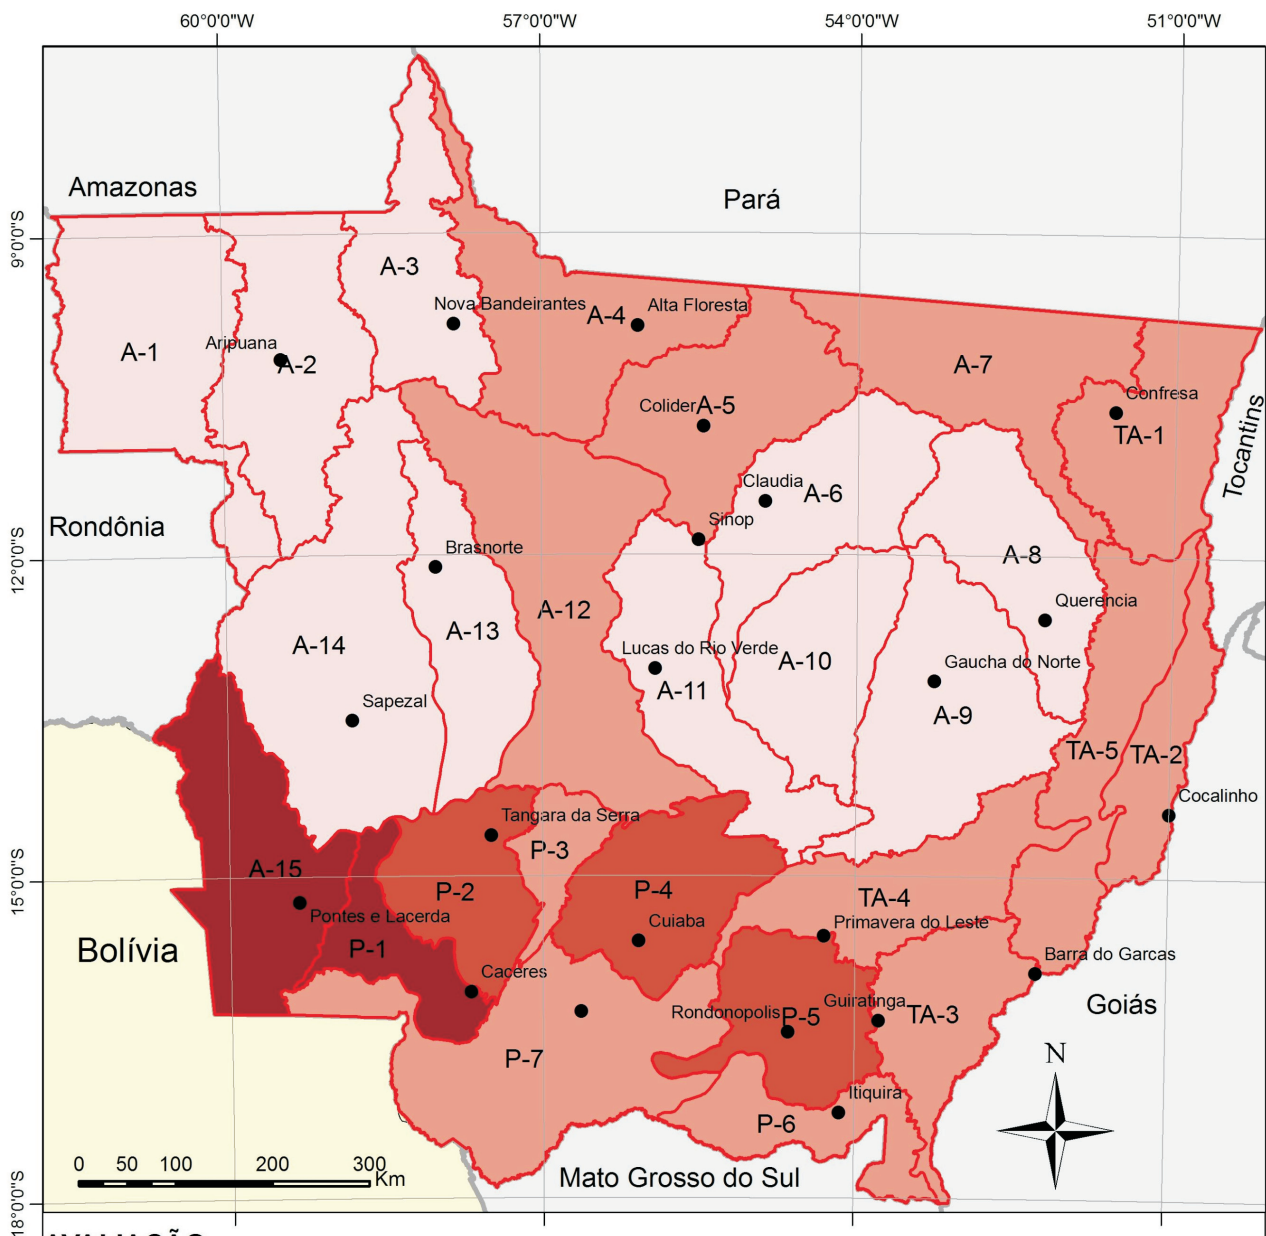 60°0'0"W 57°0'0"W 54°0'0"W 51°0'0"W
Amazonas
Pará
9°0'0"S
A-3
Nova Bandeirantes
A-4
Alta Floresta
A-1
Aripuana
A-2
A-7
Confresa
Colider
A-5
TA-1
Tocantins
Claudia
A-6
Sinop
Rondônia
Brasnorte
A-8
12°0'0"S
Querencia
A-12
A-13
A-14
Lucas do Rio Verde
A-10
Gaucha do Norte
A-11
Sapezal
A-9
TA-5
TA-2
Cocalinho
Tangara da Serra
P-3
A-15
15°0'0"S
P-2
P-4
TA-4
Pontes e Lacerda
Cuiaba
Primavera do Leste
Bolívia
P-1
Barra do Garcas
Caceres
Guiratinga
Goiás
Rondonopolis
P-5
TA-3
N
P-7
Itiquira
P-6
0 50 100 200 300
Km
Mato Grosso do Sul
18°0'0"S